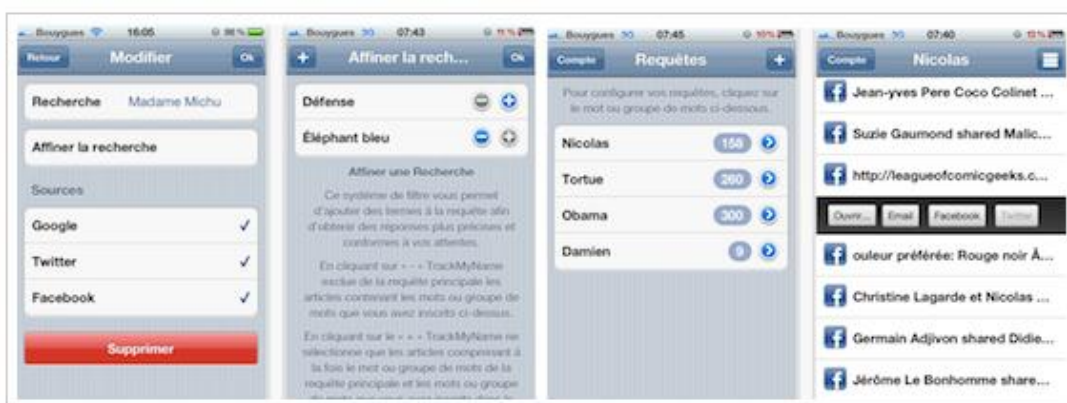 Bouygues 16:05
Retour Modifier Ok
Recherche Madame Michu
Affiner la recherche
Sources
Google
Twitter
Facebook
Supprimer
Bouygues 3G 07:43 11 %
+ Affiner la rech... Ok
Défense
Éléphant bleu
Affiner une Recherche
Ce système de filtre vous permet
d'ajouter des termes à la requête afin
d'obtenir des réponses plus précises et
conformes à vos attentes.
En cliquant sur « - » TrackMyName
exclue de la requête principale les
articles contenant les mots ou groupe de
mots que vous avez inscrits ci-dessus.
En cliquant sur le « + » TrackMyName ne
sélectionne que les articles comprenant à
la fois le mot ou groupe de mots de la
requête principale et les mots ou groupe
Bouygues 3G 07:45 10%
Compte Requêtes +
Pour configurer vos requêtes, cliquez sur
le mot ou groupe de mots ci-dessous.
Nicolas 156
Tortue 260
Obama 300
Damien 9
Bouygues 3G 07:40
Compte Nicolas
Jean-yves Pere Coco Colinet ...
Suzie Gaumond shared Malic...
http://leagueofcomicgeeks.c...
Ouvrir... Email Facebook Twitter
ouleur préférée: Rouge noir Â...
Christine Lagarde et Nicolas ...
Germain Adjivon shared Didie...
Jérôme Le Bonhomme share...